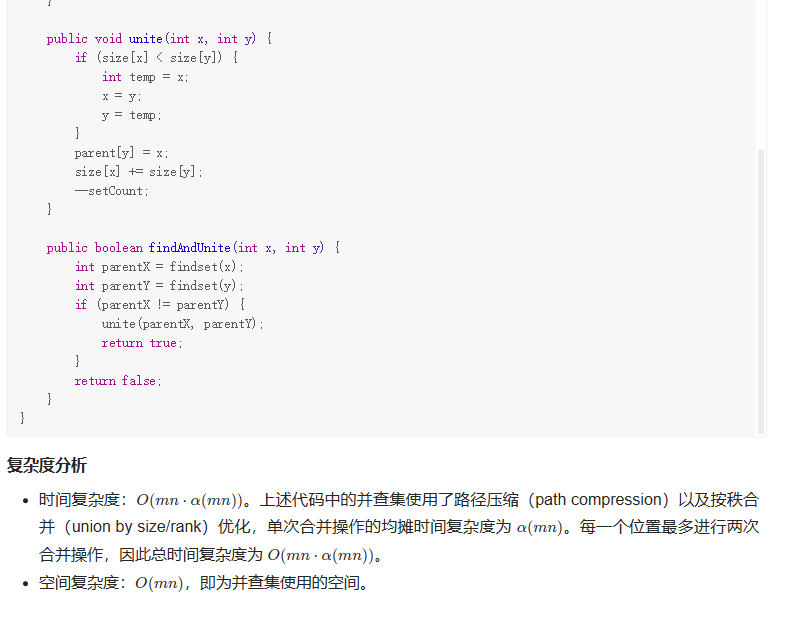 }
public void unite(int x, int y) {
if (size[x] < size[y]) {
int temp = x;
x = y;
y = temp;
}
parent[y] = x;
size[x] += size[y];
--setCount;
}
public boolean findAndUnite(int x, int y) {
int parentX = findset(x);
int parentY = findset(y);
if (parentX != parentY) {
unite(parentX, parentY);
return true;
}
return false;
}
}
复杂度分析
• 时间复杂度：O(mn · α(mn))。上述代码中的并查集使用了路径压缩（path compression）以及按秩合
并（union by size/rank）优化，单次合并操作的均摊时间复杂度为 α(mn)。每一个位置最多进行两次
合并操作，因此总时间复杂度为 O(mn · α(mn))。
• 空间复杂度：O(mn)，即为并查集使用的空间。